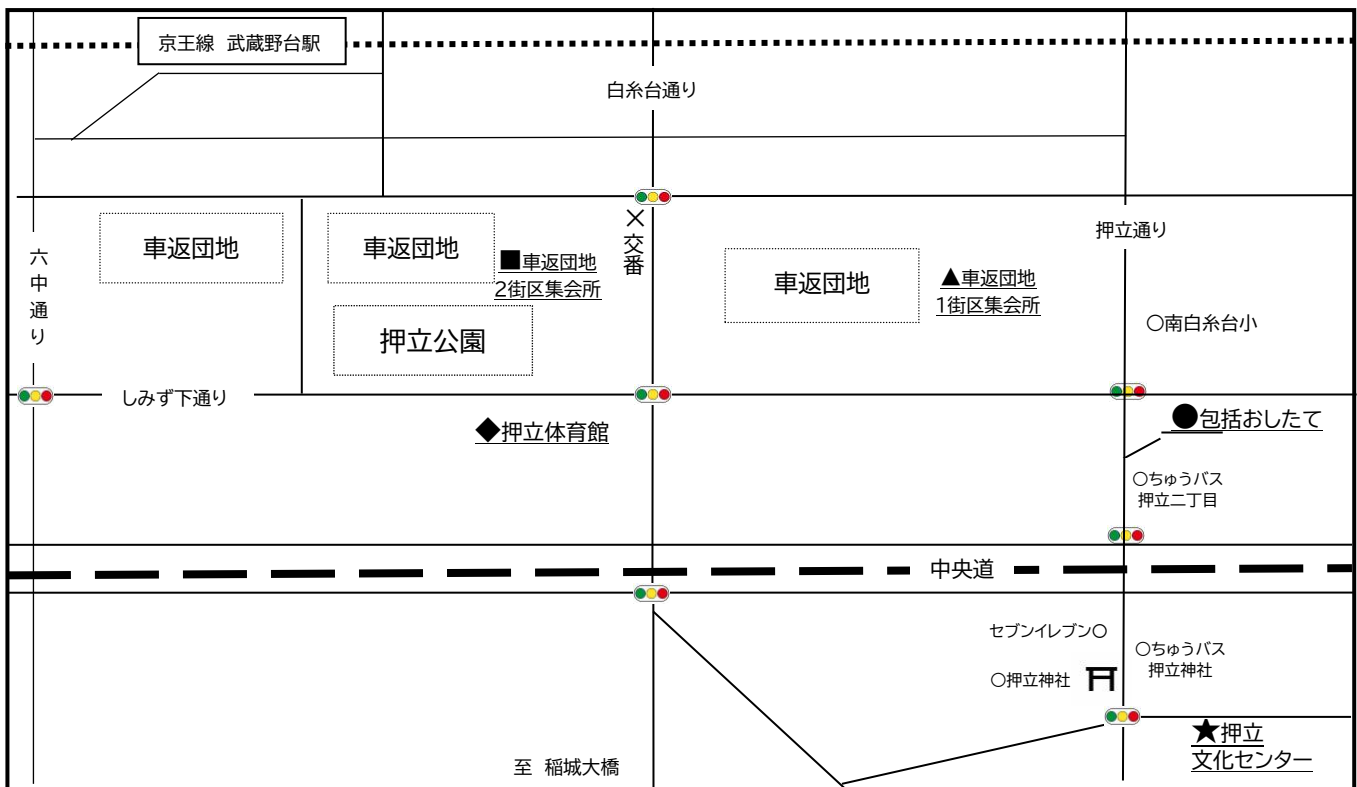 京王線 武蔵野台駅
白糸台通り
六中通り
車返団地
車返団地
■車返団地
2街区集会所
×交番
車返団地
▲車返団地
1街区集会所
押立通り
○南白糸台小
押立公園
しみず下通り
◆押立体育館
●包括おしたて
○ちゅうバス
押立二丁目
中央道
セブンイレブン○
○ちゅうバス
押立神社
○押立神社
★押立
文化センター
至 稲城大橋